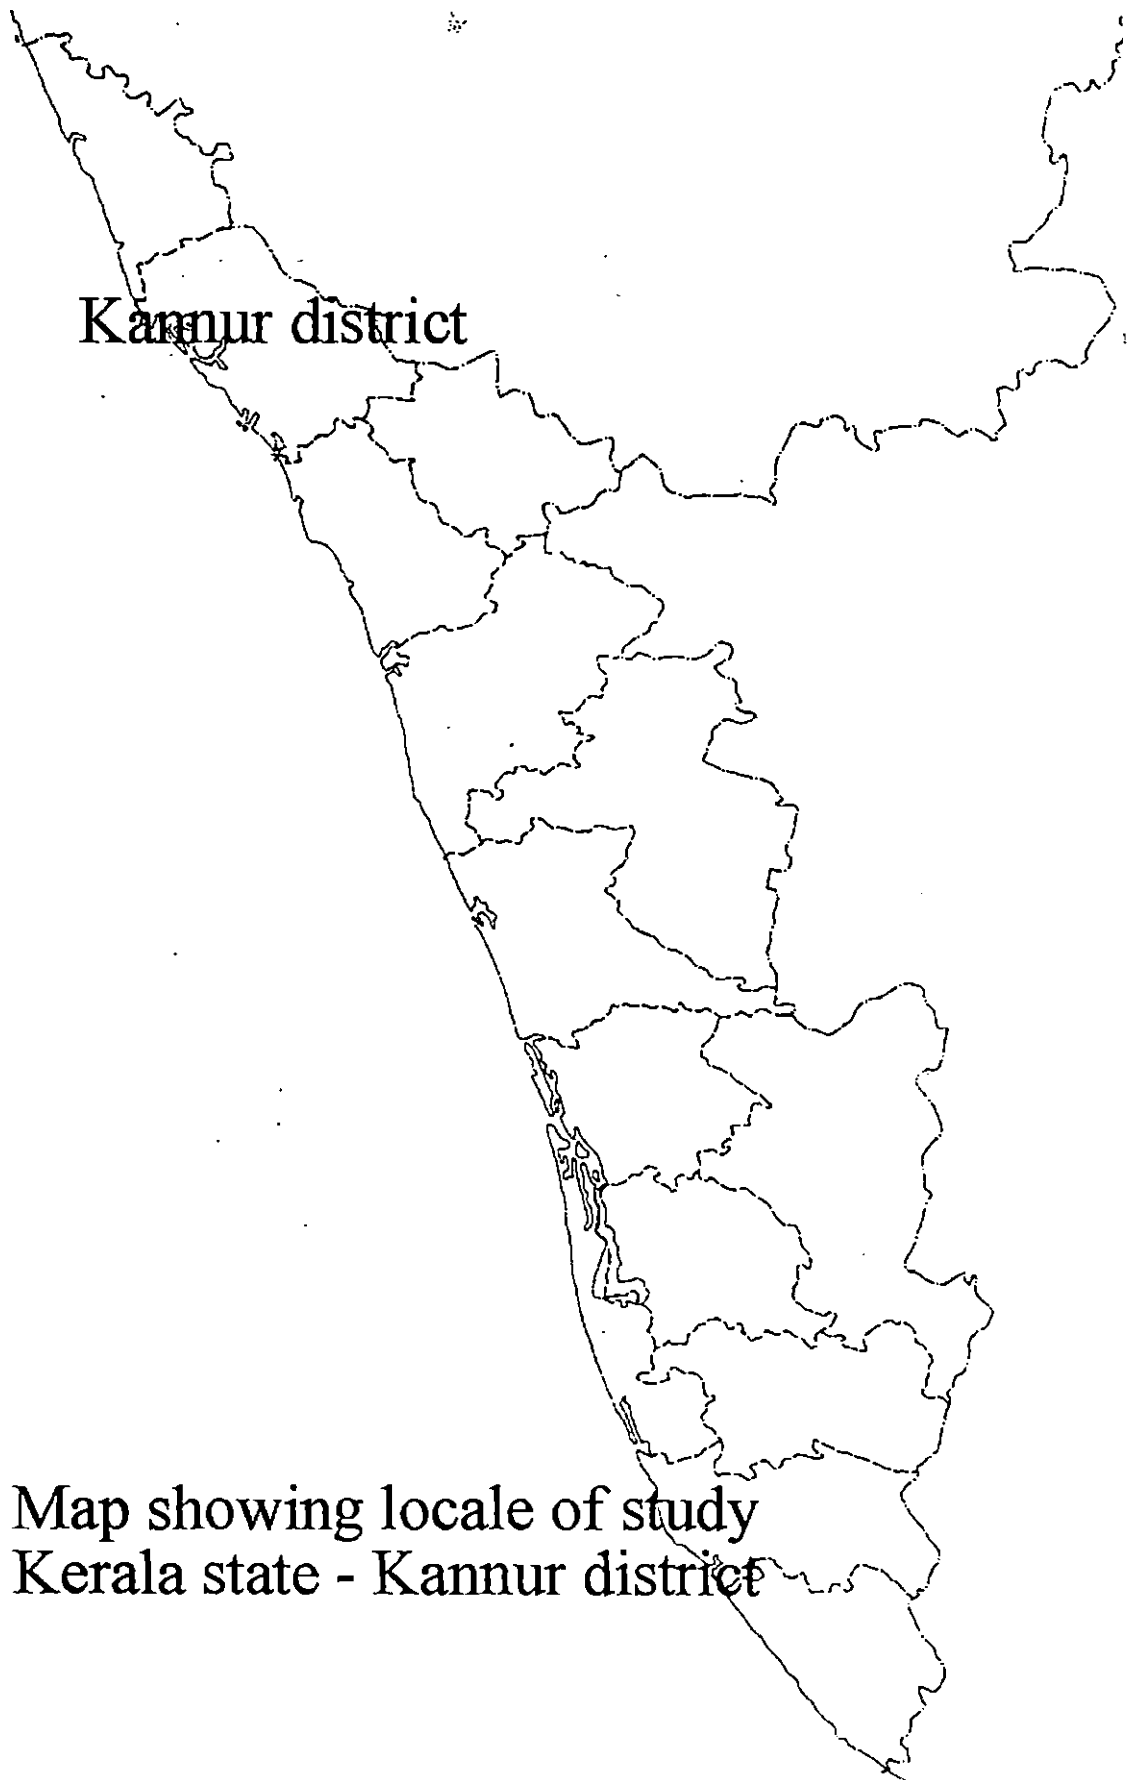 Kannur district
Map showing locale of study
Kerala state - Kannur district